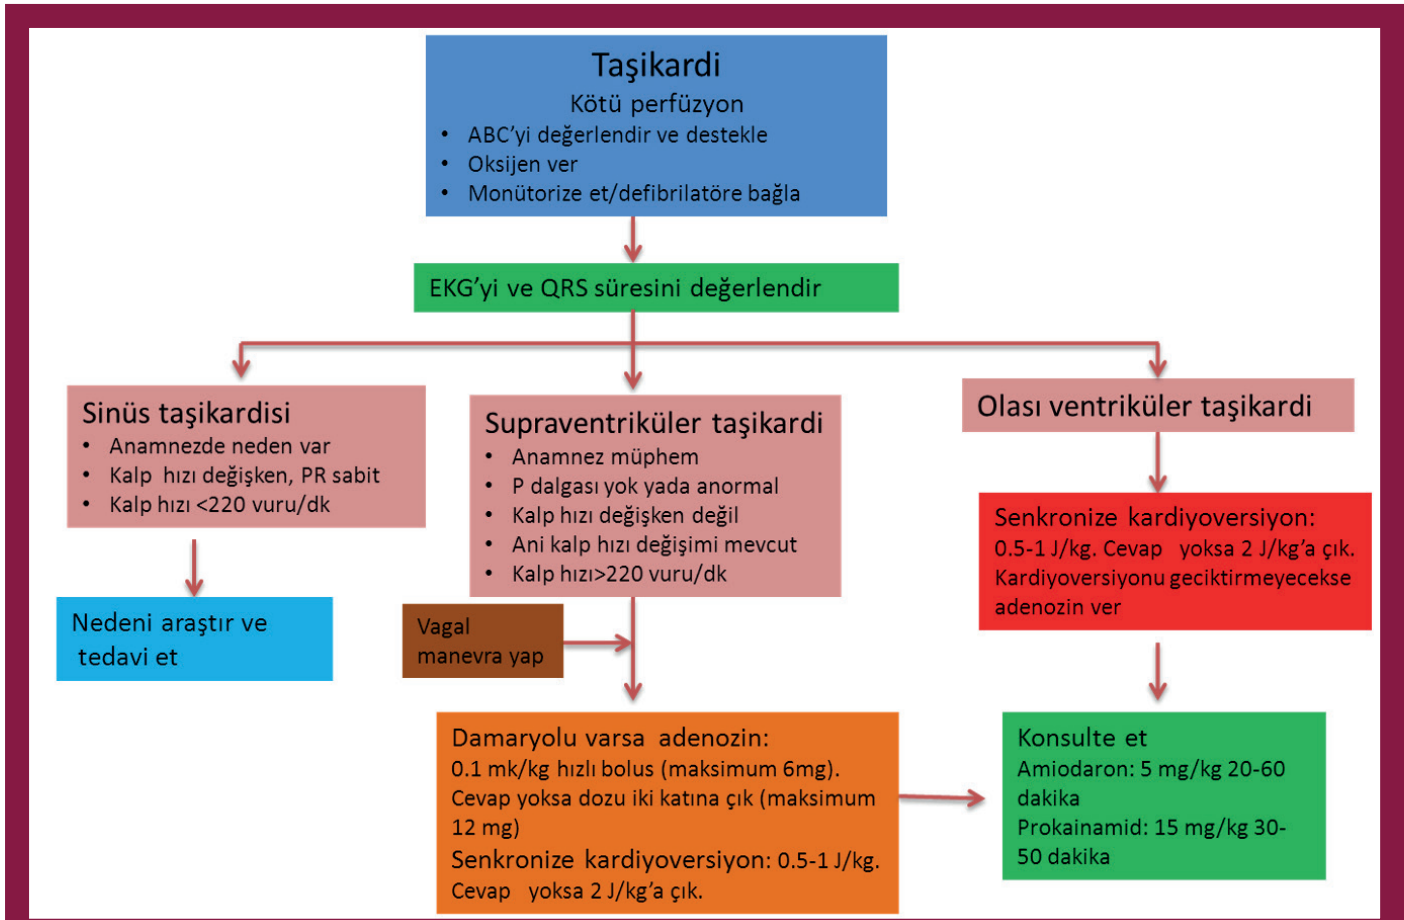 Taşikardi
Kötü perfüzyon
• ABC'yi değerlendir ve destekle
• Oksijen ver
• Monütorize et/defibrilatöre bağla
EKG'yi ve QRS süresini değerlendir
Sinüs taşikardisi
• Anamnezde neden var
• Kalp hızı değişken, PR sabit
• Kalp hızı <220 vuru/dk
Nedeni araştır ve
tedavi et
Supraventriküler taşikardi
• Anamnez müphem
• P dalgası yok yada anormal
• Kalp hızı değişken değil
• Ani kalp hızı değişimi mevcut
• Kalp hızı>220 vuru/dk
Vagal
manevra yap
Damaryolu varsa adenozin:
0.1 mk/kg hızlı bolus (maksimum 6mg).
Cevap yoksa dozu iki katına çık (maksimum
12 mg)
Senkronize kardiyoversiyon: 0.5-1 J/kg.
Cevap yoksa 2 J/kg'a çık.
Olası ventriküler taşikardi
Senkronize kardiyoversiyon:
0.5-1 J/kg. Cevap yoksa 2 J/kg'a çık.
Kardiyoversiyonu geciktirmeyecekse
adenozin ver
Konsulte et
Amiodaron: 5 mg/kg 20-60
dakika
Prokainamid: 15 mg/kg 30-
50 dakika